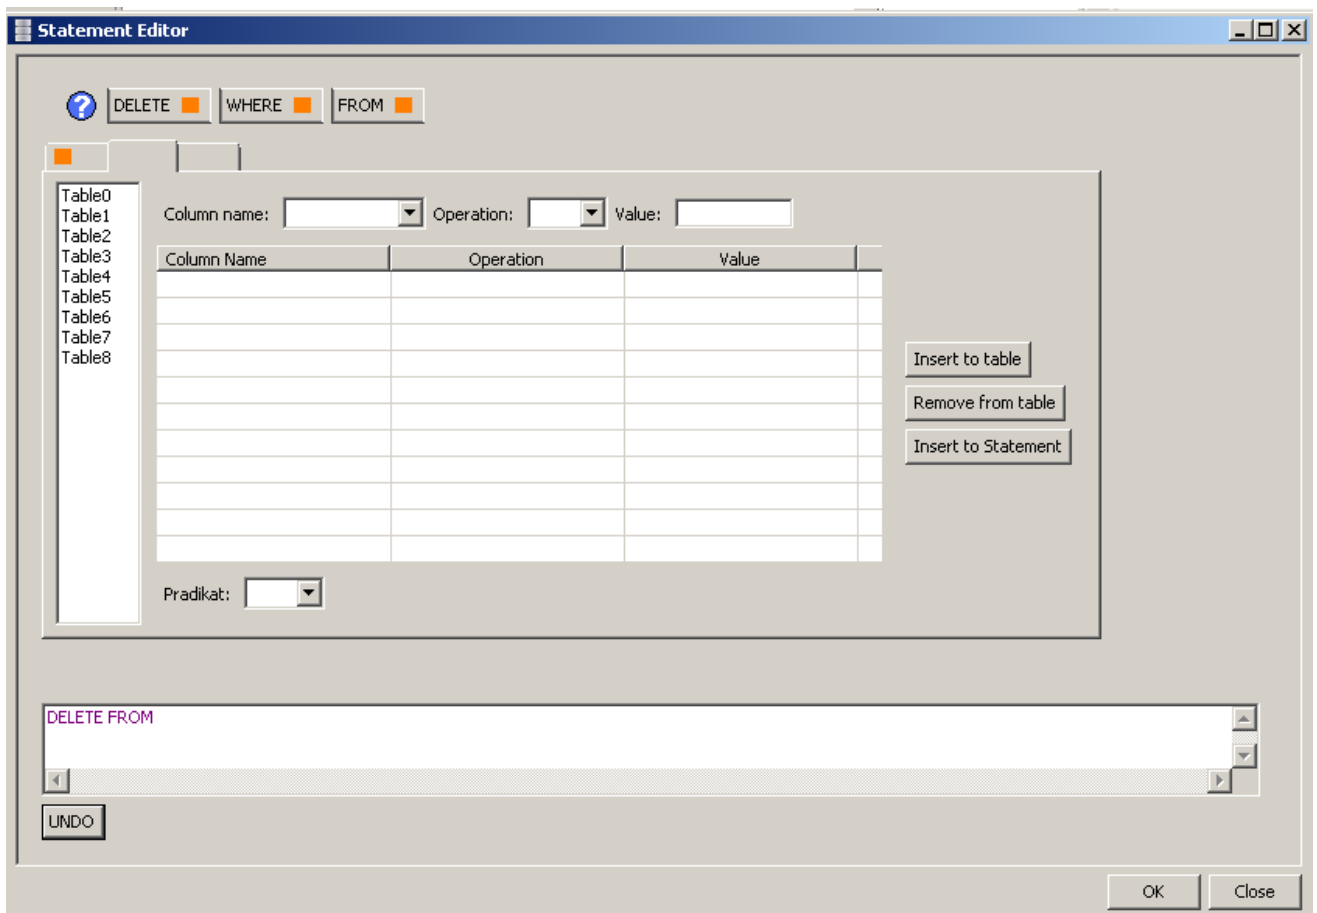 Statement Editor
DELETE WHERE FROM
Table0
Table1
Table2
Table3
Table4
Table5
Table6
Table7
Table8
Column name: Operation: Value:
Column Name Operation Value
Insert to table
Remove from table
Insert to Statement
Pradikat:
DELETE FROM
UNDO
OK Close